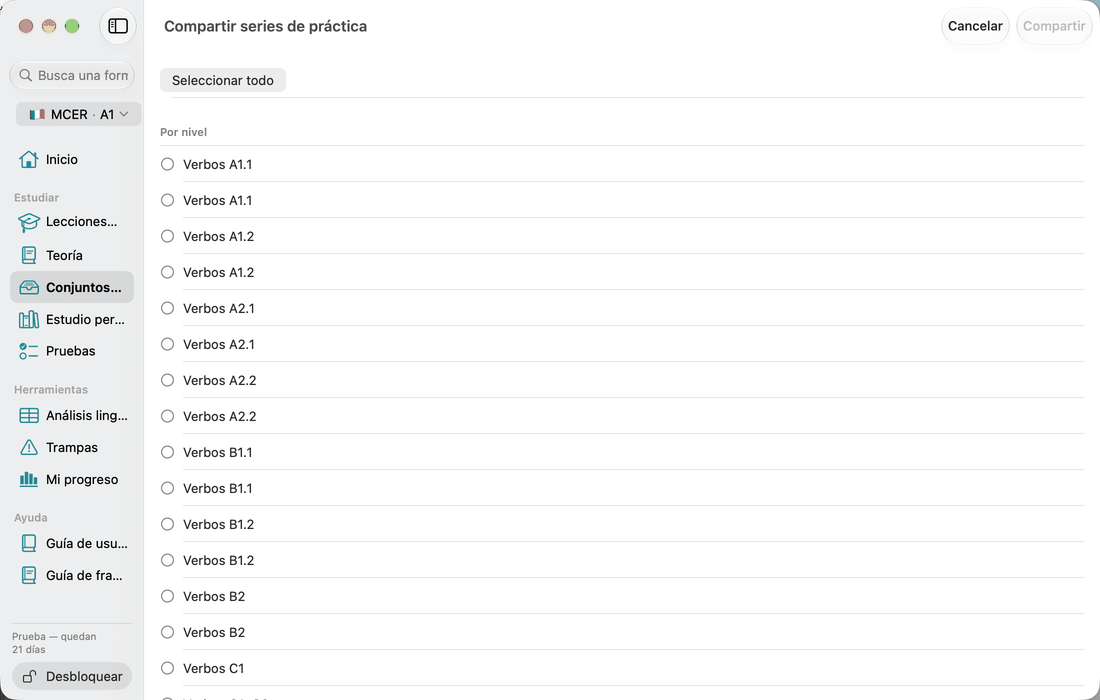 Compartir series de práctica
Cancelar
Compartir
Busca una forn
MCER · A1
Inicio
Estudiar
Lecciones...
Teoría
Conjuntos...
Estudio per...
Pruebas
Herramientas
Análisis ling...
Trampas
Mi progreso
Ayuda
Guía de usu...
Guía de fra...
Prueba — quedan
21 días
Desbloquear
Seleccionar todo
Por nivel
Verbos A1.1
Verbos A1.1
Verbos A1.2
Verbos A1.2
Verbos A2.1
Verbos A2.1
Verbos A2.2
Verbos A2.2
Verbos B1.1
Verbos B1.1
Verbos B1.2
Verbos B1.2
Verbos B2
Verbos B2
Verbos C1